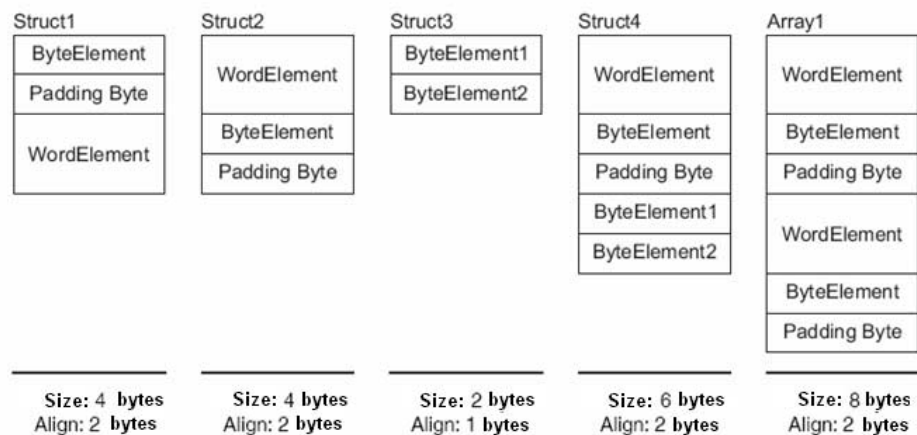 Struct1
ByteElement
Padding Byte
WordElement
Size: 4 bytes
Align: 2 bytes
Struct2
WordElement
ByteElement
Padding Byte
Size: 4 bytes
Align: 2 bytes
Struct3
ByteElement1
ByteElement2
Size: 2 bytes
Align: 1 bytes
Struct4
WordElement
ByteElement
Padding Byte
ByteElement1
ByteElement2
Size: 6 bytes
Align: 2 bytes
Array1
WordElement
ByteElement
Padding Byte
WordElement
ByteElement
Padding Byte
Size: 8 bytes
Align: 2 bytes